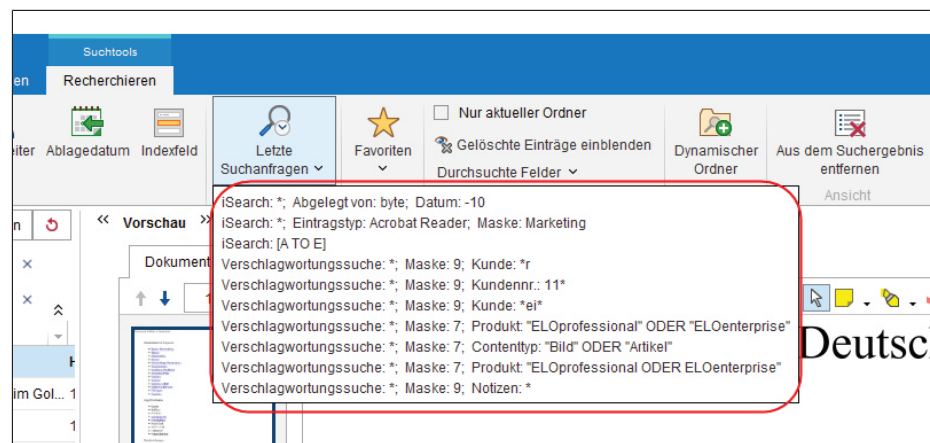 Suchtools
en Recherchieren
eiter Ablagedatum Indexfeld
Letzte
Suchanfragen
Favoriten
Nur aktueller Ordner
Gelöschte Einträge einblenden
Durchsuchte Felder
Dynamischer
Ordner
Aus dem Suchergebnis
entfernen
Ansicht
n << Vorschau >>
Dokument
iSearch: *; Abgelegt von: byte; Datum: -10
iSearch: *; Eintragstyp: Acrobat Reader; Maske: Marketing
iSearch: [A TO E]
Verschlagwortungssuche: *; Maske: 9; Kunde: *r
Verschlagwortungssuche: *; Maske: 9; Kundennr.: 11*
Verschlagwortungssuche: *; Maske: 9; Kunde: *ei*
Verschlagwortungssuche: *; Maske: 7; Produkt: "ELOprofessional" ODER "ELOenterprise"
Verschlagwortungssuche: *; Maske: 7; Contenttyp: "Bild" ODER "Artikel"
Verschlagwortungssuche: *; Maske: 7; Produkt: "ELOprofessional ODER ELOenterprise"
Verschlagwortungssuche: *; Maske: 9; Notizen: *
Deutsc
im Gol... 1
1